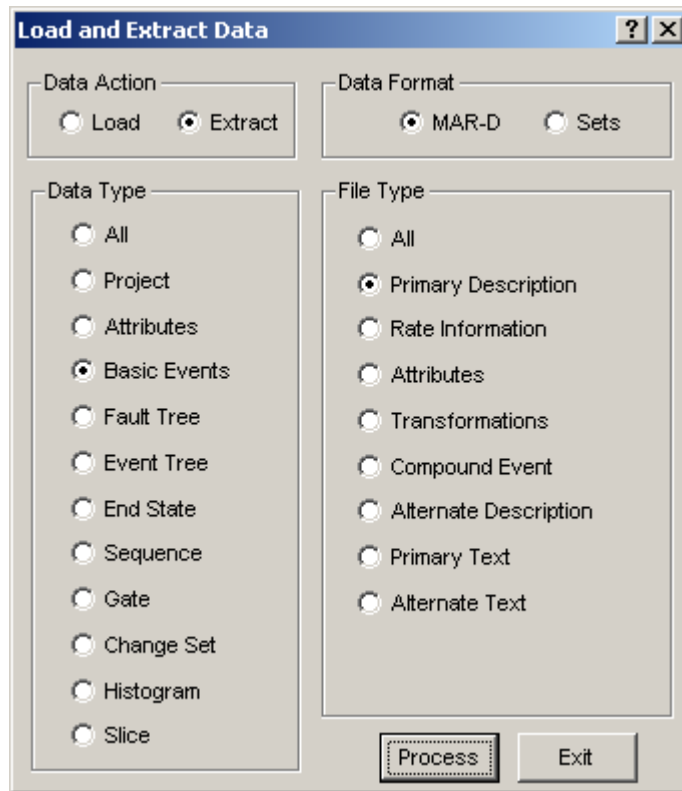 Load and Extract Data
Data Action
Load Extract
Data Format
MAR-D Sets
Data Type
All
Project
Attributes
Basic Events
Fault Tree
Event Tree
End State
Sequence
Gate
Change Set
Histogram
Slice
File Type
All
Primary Description
Rate Information
Attributes
Transformations
Compound Event
Alternate Description
Primary Text
Alternate Text
Process Exit